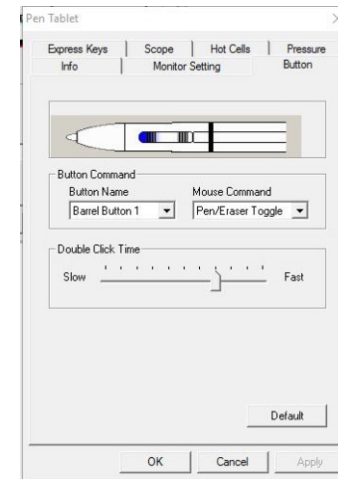 Pen Tablet
Express Keys Scope Hot Cells Pressure
Info Monitor Setting Button
Button Command
Button Name Mouse Command
Barrel Button 1 Pen/Eraser Toggle
Double Click Time
Slow Fast
Default
OK Cancel Apply